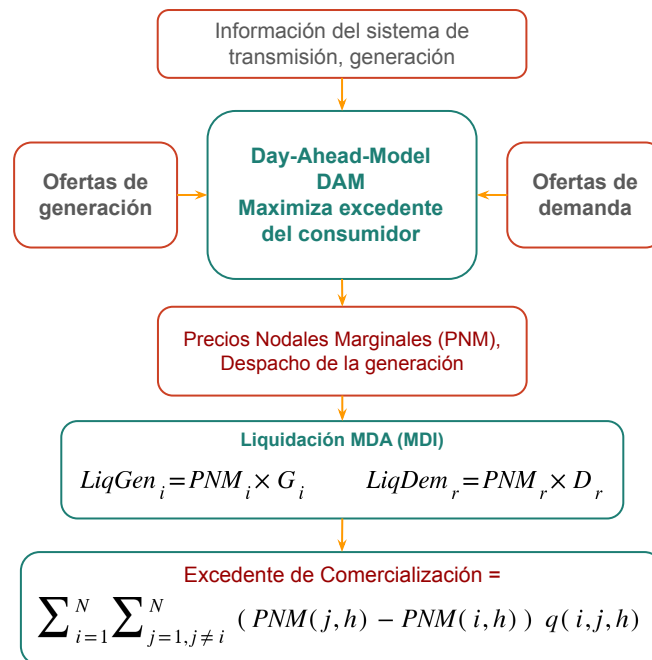 Información del sistema de
transmisión, generación
Ofertas de
generación
Day-Ahead-Model
DAM
Maximiza excedente
del consumidor
Ofertas de
demanda
Precios Nodales Marginales (PNM),
Despacho de la generación
Liquidación MDA (MDI)
LiqGen_i=PNM_i×G_i LiqDem_r=PNM_r×D_r
Excedente de Comercialización =
∑_{i=1}^{N}∑_{j=1,j≠i}^{N} (PNM(j,h)−PNM(i,h)) q(i,j,h)